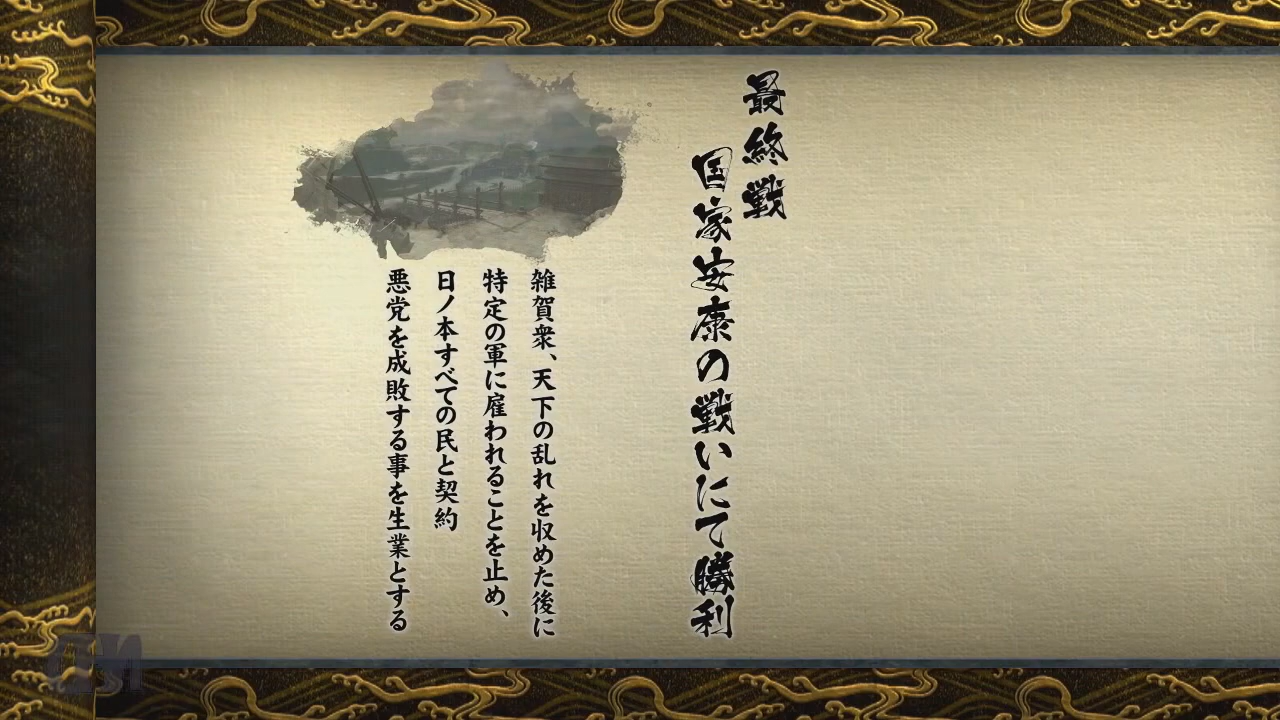 最終戦
国家安康の戦いにて勝利
雑賀衆、天下の乱れを収めた後に
特定の軍に雇われることを止め、
日ノ本すべての民と契約
悪党を成敗する事を生業とする